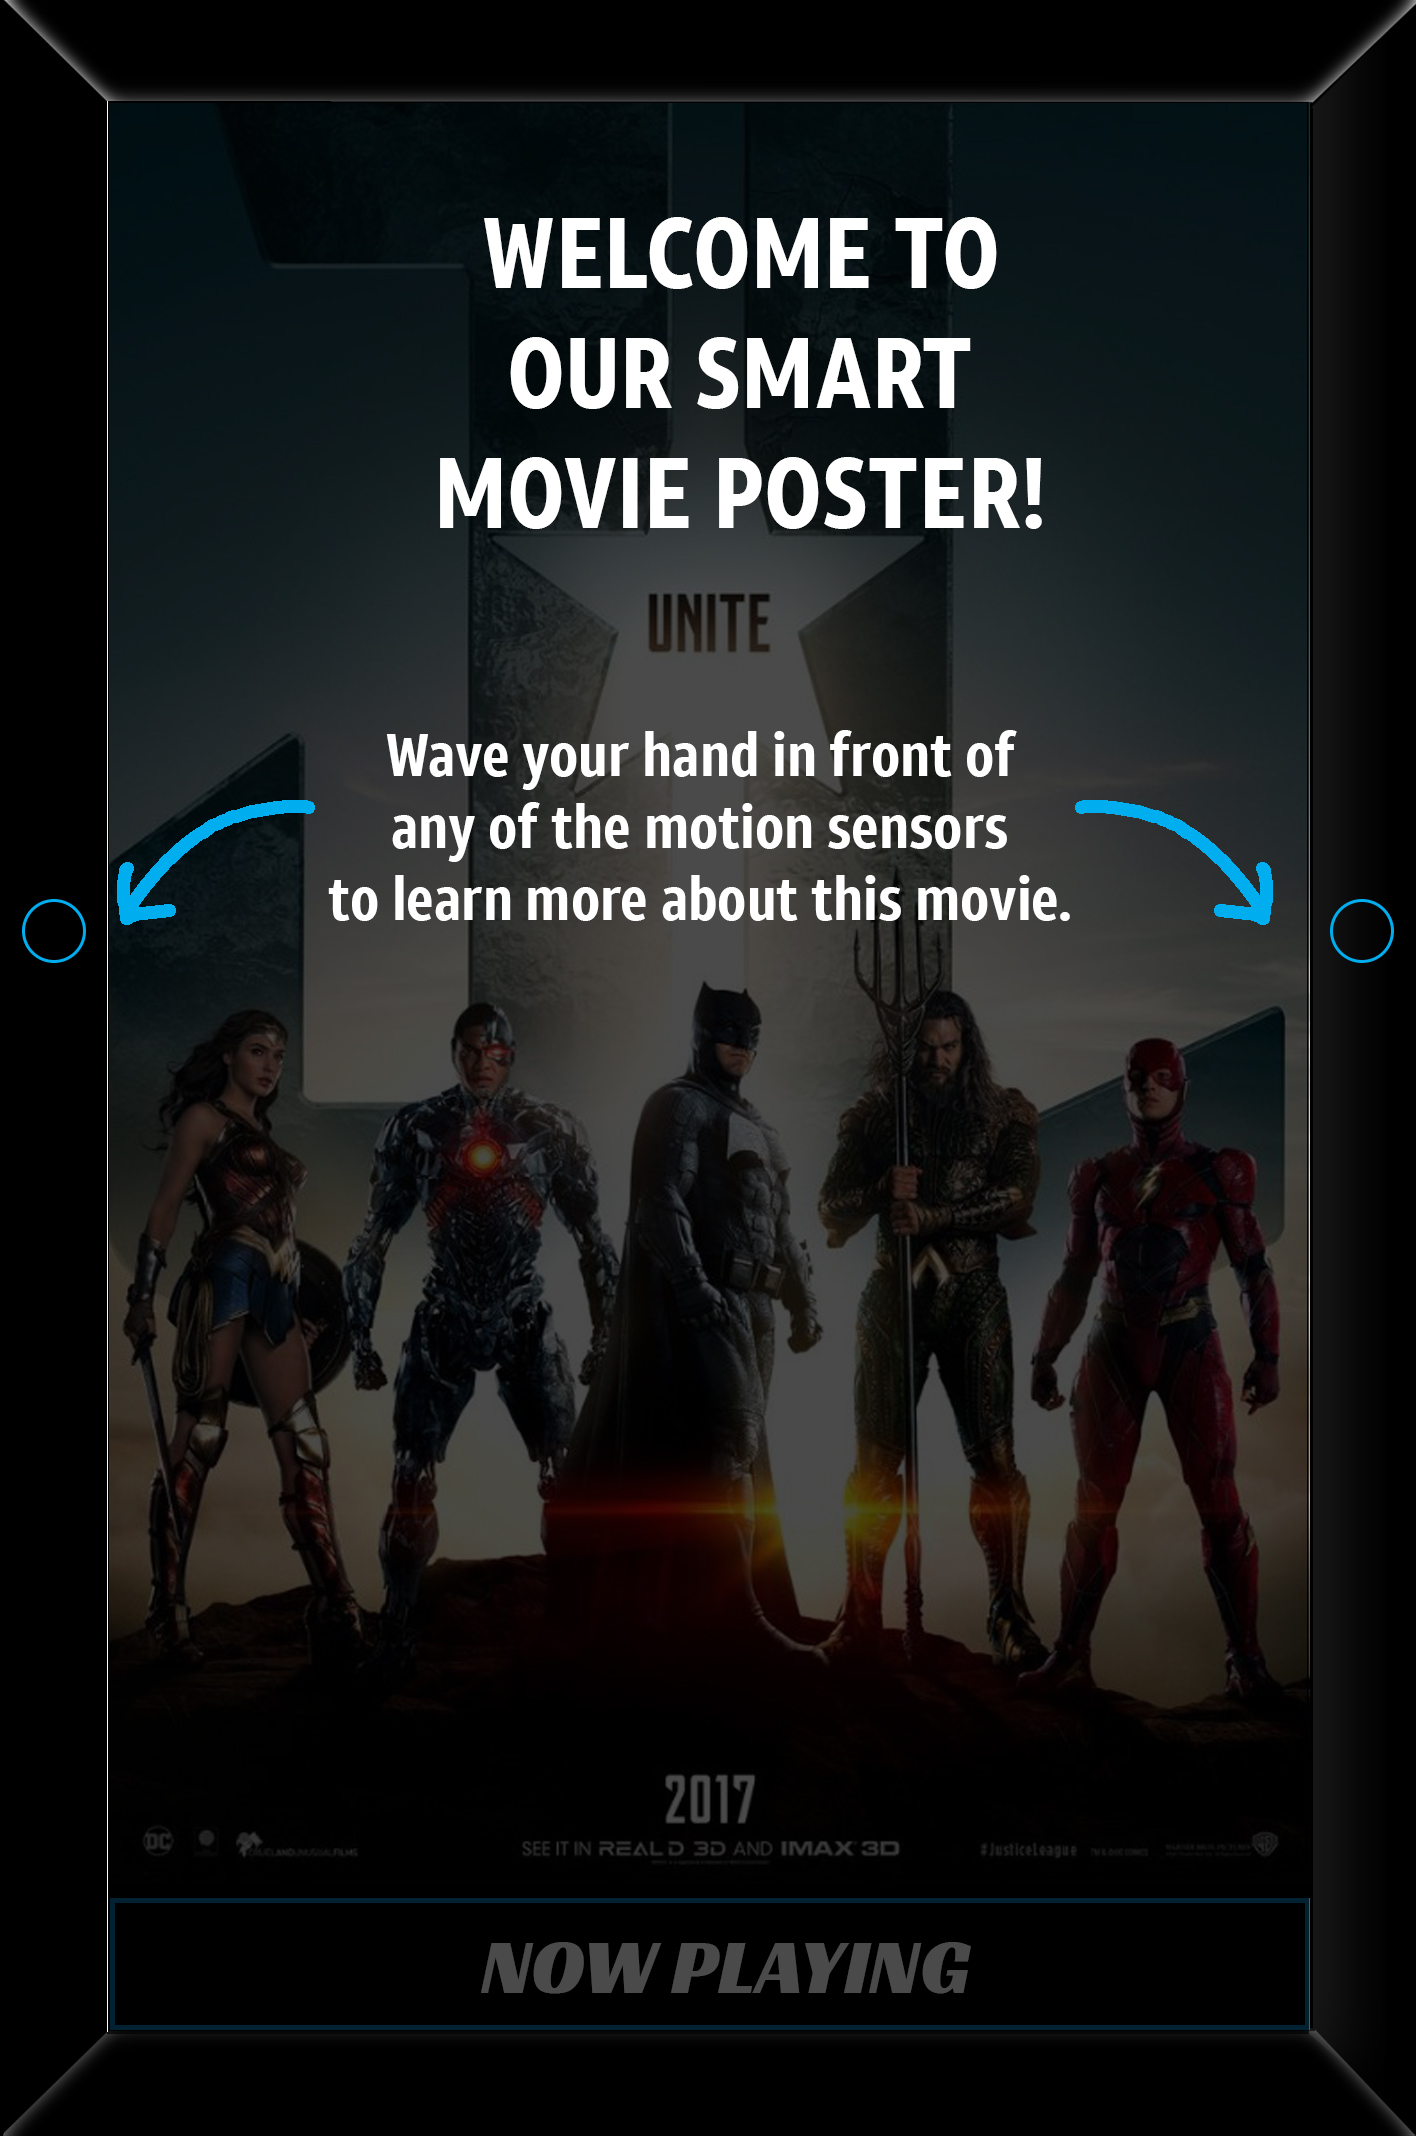 WELCOME TO
OUR SMART
MOVIE POSTER!
UNITE
Wave your hand in front of
any of the motion sensors
to learn more about this movie.
2017
DC
SEE IT IN REAL D 3D AND IMAX 3D
#JusticeLeague
NOW PLAYING